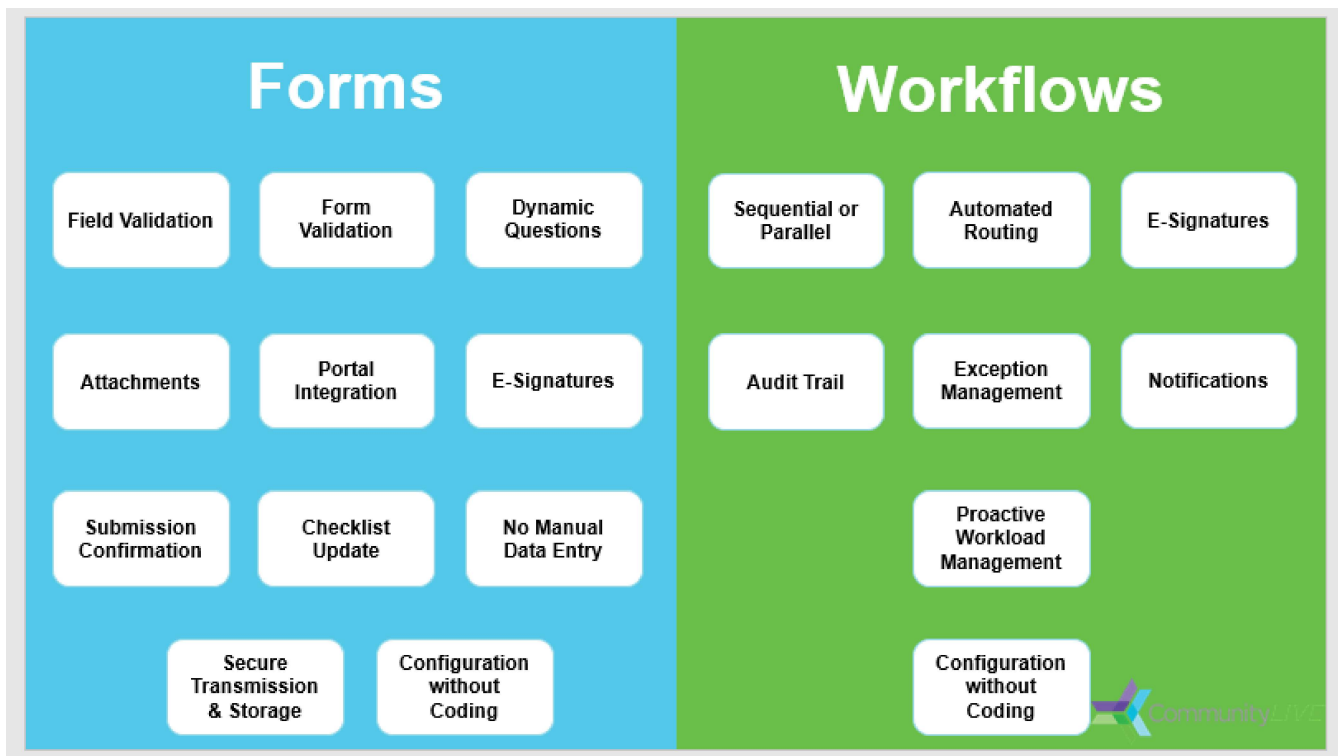 Forms
Field Validation
Form
Validation
Dynamic
Questions
Attachments
Portal
Integration
E-Signatures
Submission
Confirmation
Checklist
Update
No Manual
Data Entry
Secure
Transmission
& Storage
Configuration
without
Coding
Workflows
Sequential or
Parallel
Automated
Routing
E-Signatures
Audit Trail
Exception
Management
Notifications
Proactive
Workload
Management
Configuration
without
Coding
CommunityLIVE